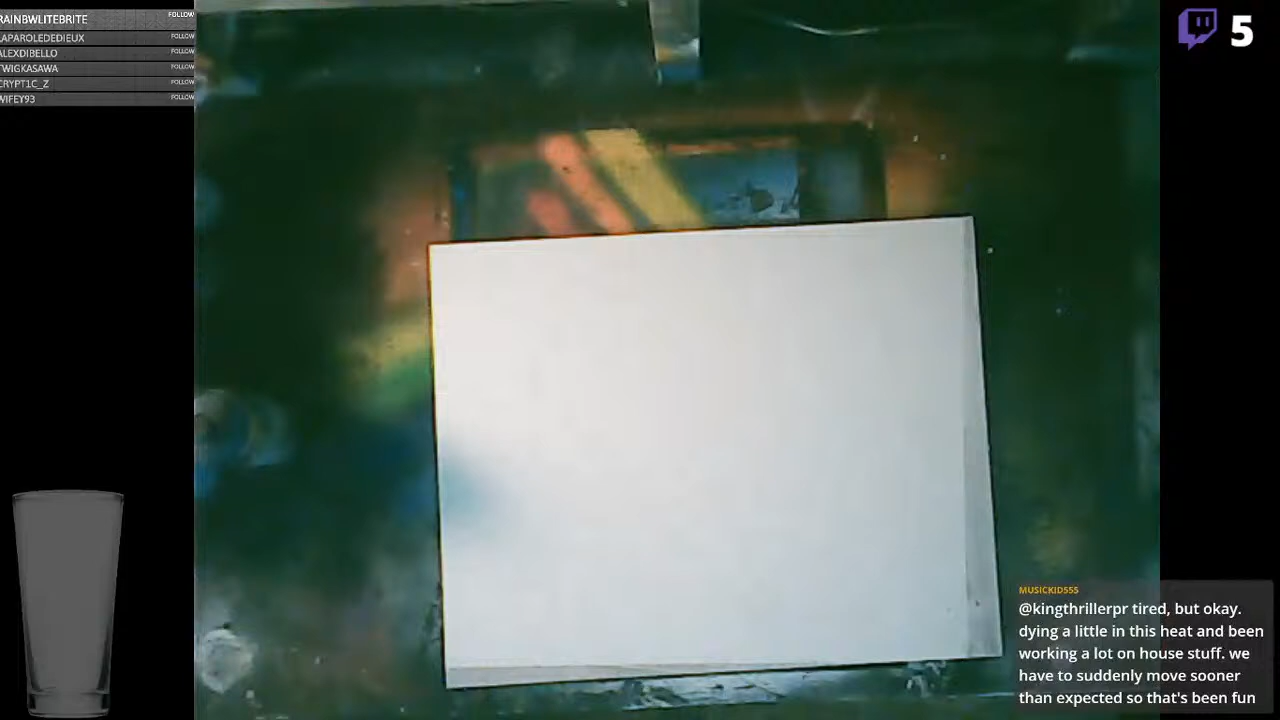 RAINBWLITEBRITE FOLLOW
LAPAROLEDEDIEUX FOLLOW
ALEXDIBELLO FOLLOW
TWIGKASAWA FOLLOW
CRYPT1C_Z FOLLOW
WIFEY93 FOLLOW
5
MUSICKID555
@kingthrillerpr tired, but okay.
dying a little in this heat and been
working a lot on house stuff. we
have to suddenly move sooner
than expected so that's been fun